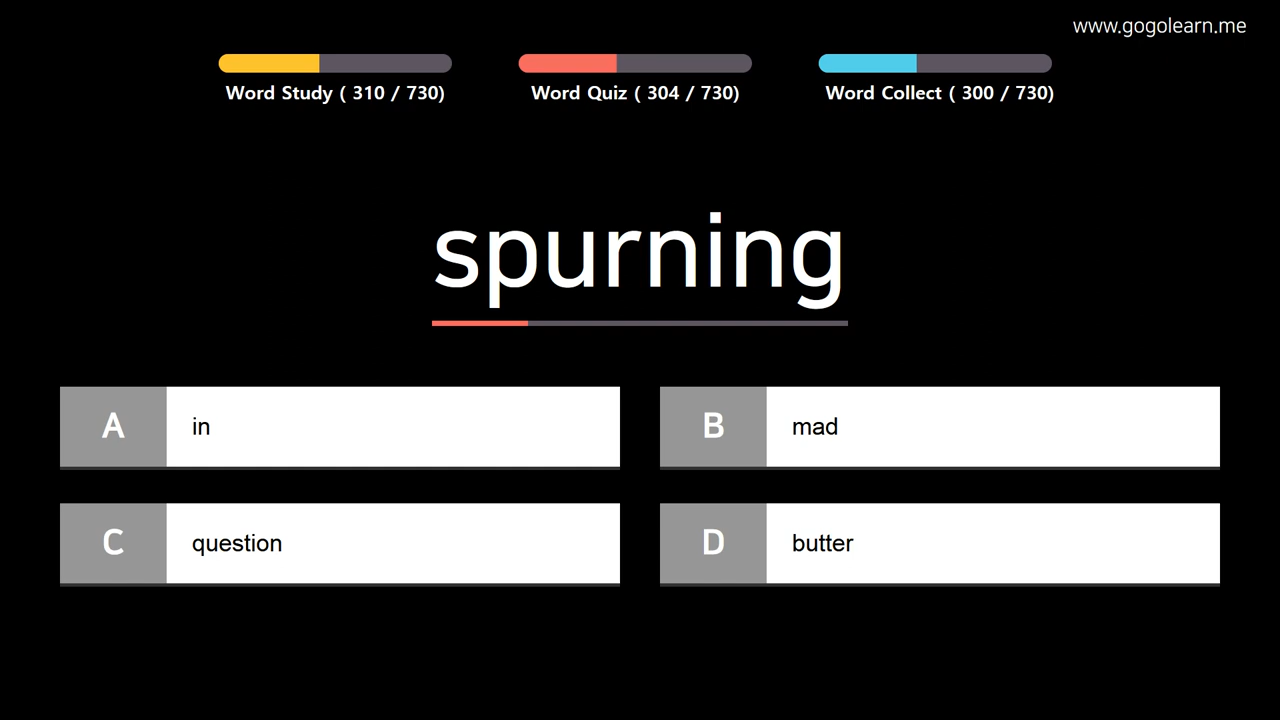 www.gogolearn.me
Word Study ( 310 / 730)
Word Quiz ( 304 / 730)
Word Collect ( 300 / 730)
spurning
A in
B mad
C question
D butter